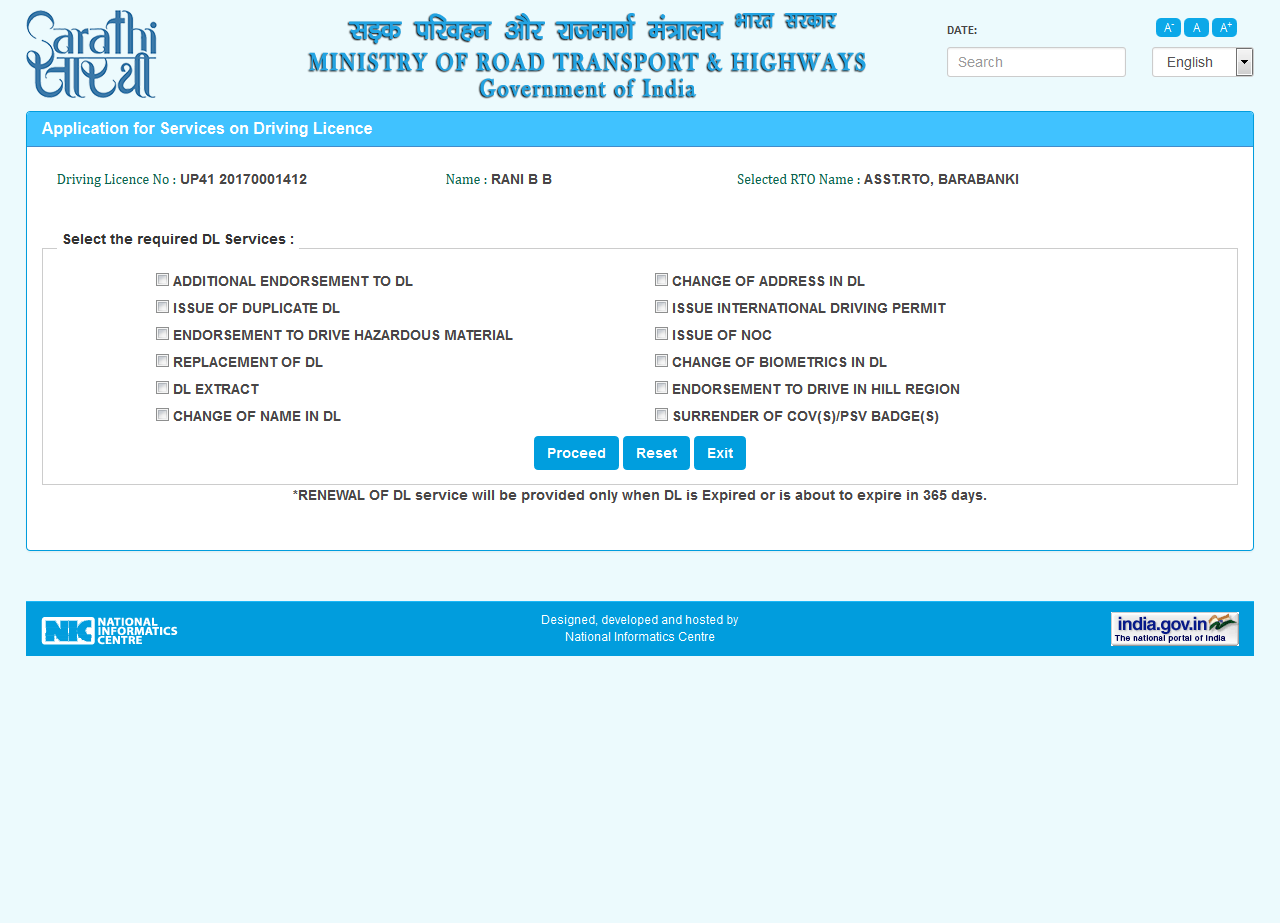 Sarathi
सारथी
सड़क परिवहन और राजमार्ग मंत्रालय भारत सरकार
MINISTRY OF ROAD TRANSPORT & HIGHWAYS
Government of India
DATE:
A- A A+
Search
English
Application for Services on Driving Licence
Driving Licence No : UP41 20170001412 Name : RANI B B Selected RTO Name : ASST.RTO, BARABANKI
Select the required DL Services :
ADDITIONAL ENDORSEMENT TO DL CHANGE OF ADDRESS IN DL
ISSUE OF DUPLICATE DL ISSUE INTERNATIONAL DRIVING PERMIT
ENDORSEMENT TO DRIVE HAZARDOUS MATERIAL ISSUE OF NOC
REPLACEMENT OF DL CHANGE OF BIOMETRICS IN DL
DL EXTRACT ENDORSEMENT TO DRIVE IN HILL REGION
CHANGE OF NAME IN DL SURRENDER OF COV(S)/PSV BADGE(S)
Proceed Reset Exit
*RENEWAL OF DL service will be provided only when DL is Expired or is about to expire in 365 days.
NIC NATIONAL
INFORMATICS
CENTRE
Designed, developed and hosted by
National Informatics Centre
india.gov.in
The national portal of india